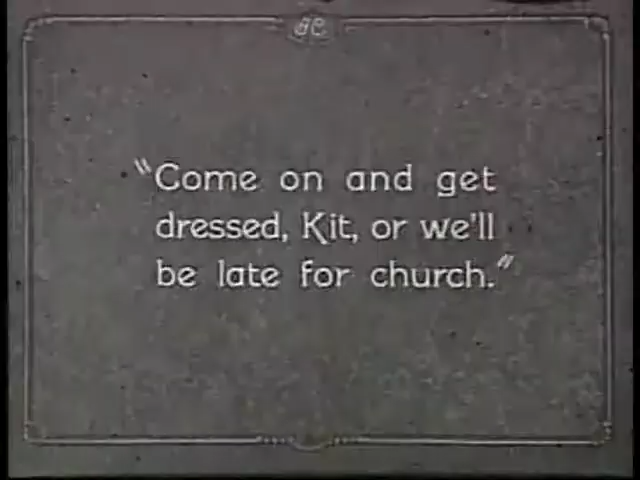 "Come on and get
dressed, Kit, or we'll
be late for church."